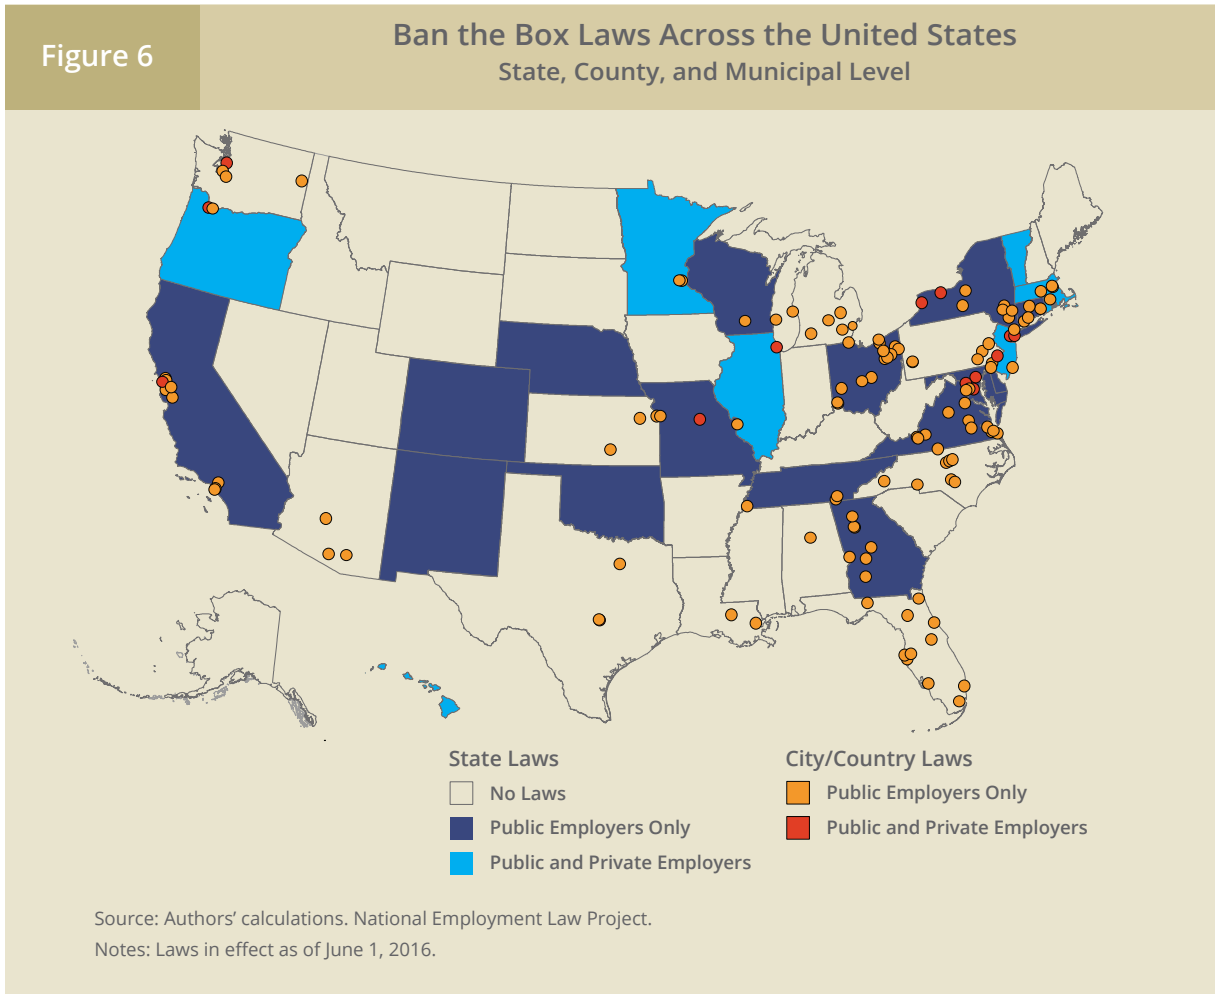 Figure 6
Ban the Box Laws Across the United States
State, County, and Municipal Level
State Laws
No Laws
Public Employers Only
Public and Private Employers
City/Country Laws
Public Employers Only
Public and Private Employers
Source: Authors’ calculations. National Employment Law Project.
Notes: Laws in effect as of June 1, 2016.